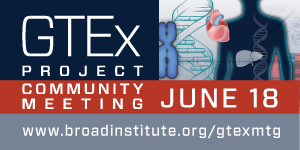 GTEx
PROJECT
COMMUNITY
MEETING JUNE 18
www.broadinstitute.org/gtexmtg